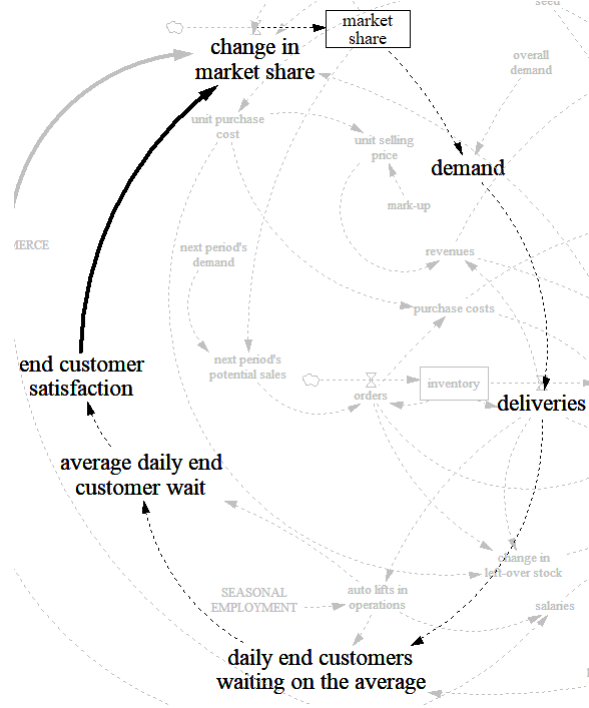 seed
market
share
change in
market share
overall
demand
unit purchase
cost
unit selling
price
demand
mark-up
MERCE
next period's
demand
revenues
purchase costs
end customer
satisfaction
next period's
potential sales
inventory
orders
deliveries
average daily end
customer wait
change in
left-over stock
SEASONAL
EMPLOYMENT
auto lifts in
operations
salaries
daily end customers
waiting on the average